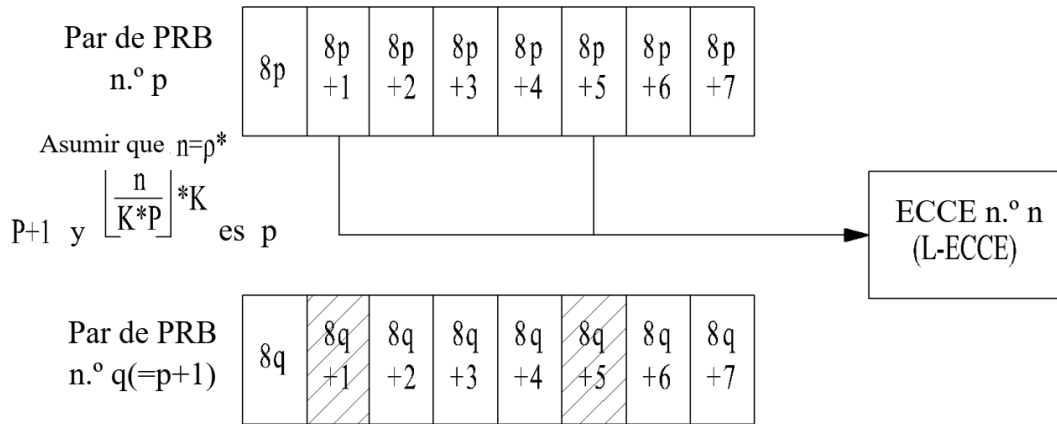 Par de PRB
n.º p
8p
8p
+1
8p
+2
8p
+3
8p
+4
8p
+5
8p
+6
8p
+7
Asumir que n=ρ*
P+1 y ⌊n/K*P⌋*K es p
ECCE n.º n
(L-ECCE)
Par de PRB
n.º q(=p+1)
8q
8q
+1
8q
+2
8q
+3
8q
+4
8q
+5
8q
+6
8q
+7